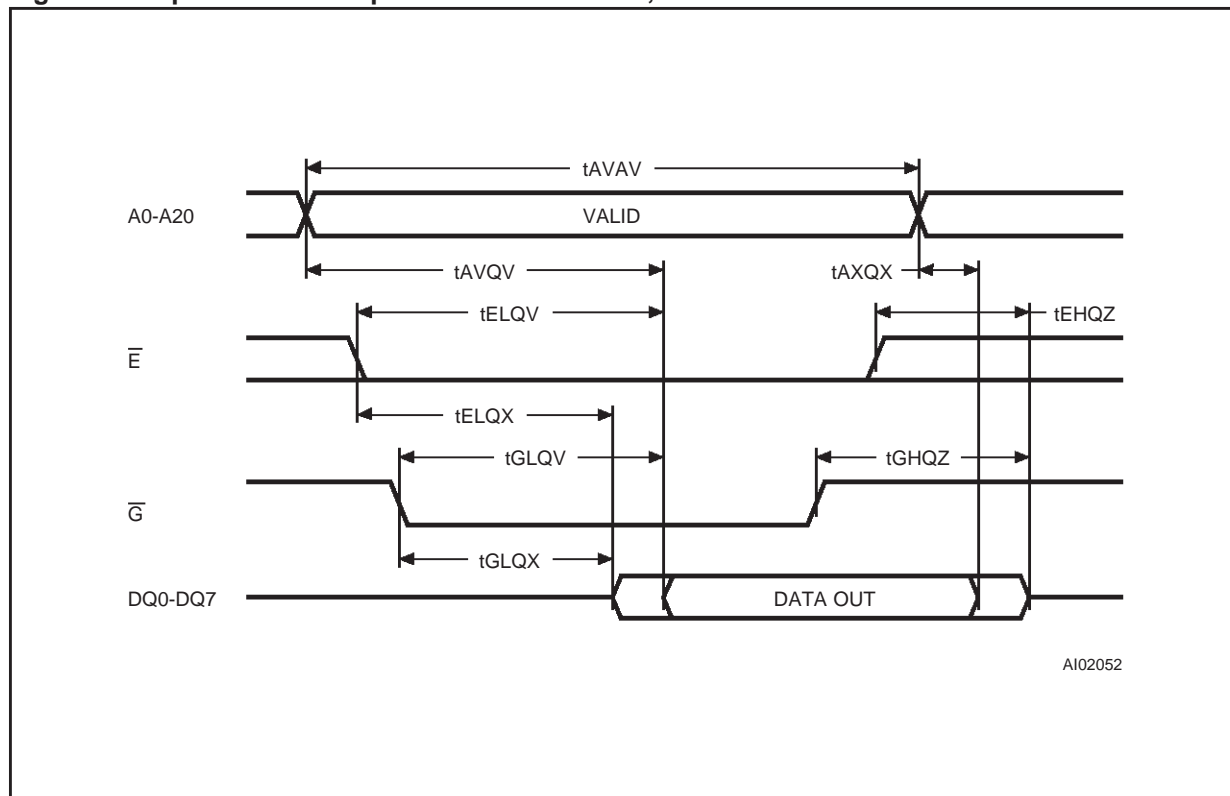 tAVAV
A0-A20
VALID
tAVQV
tAXQX
tELQV
tEHQZ
E
tELQX
tGLQV
tGHQZ
G
tGLQX
DQ0-DQ7
DATA OUT
AI02052